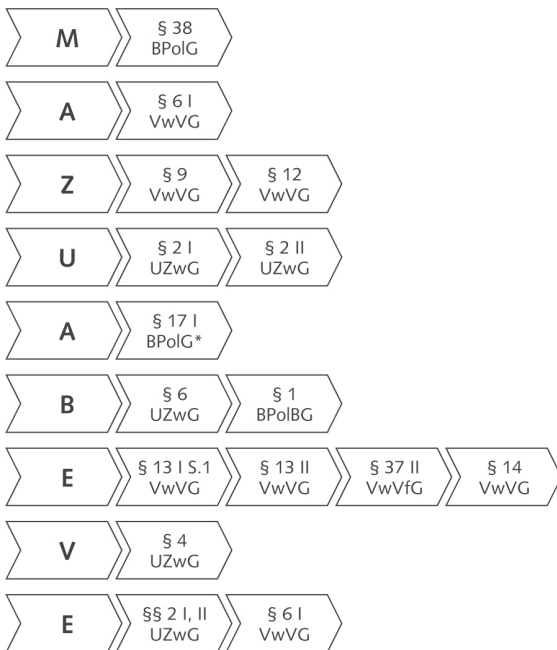 M
§ 38
BPolG
A
§ 6 I
VwVG
Z
§ 9
VwVG
§ 12
VwVG
U
§ 2 I
UZwG
§ 2 II
UZwG
A
§ 17 I
BPolG*
B
§ 6
UZwG
§ 1
BPolBG
E
§ 13 I S.1
VwVG
§ 13 II
VwVG
§ 37 II
VwVfG
§ 14
VwVG
V
§ 4
UZwG
E
§§ 2 I, II
UZwG
§ 6 I
VwVG